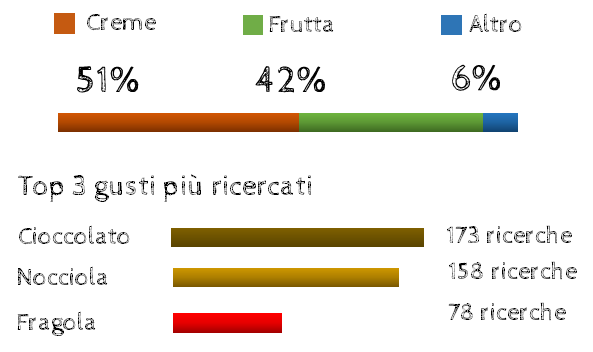 Creme Frutta Altro
51% 42% 6%
Top 3 gusti più ricercati
Cioccolato 173 ricerche
Nocciola 158 ricerche
Fragola 78 ricerche